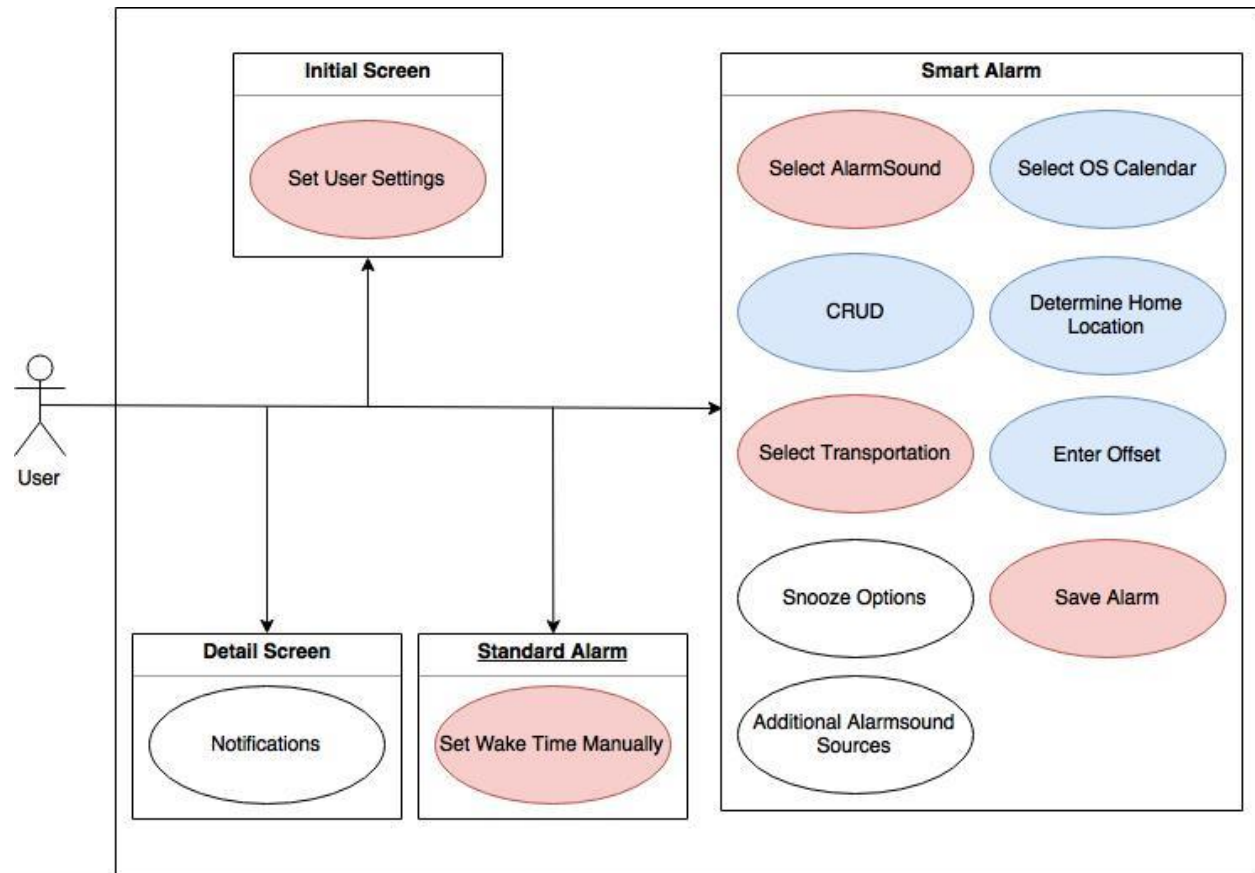 Initial Screen
Set User Settings
Smart Alarm
Select AlarmSound
Select OS Calendar
CRUD
Determine Home
Location
Select Transportation
Enter Offset
Snooze Options
Save Alarm
Additional Alarmsound
Sources
User
Detail Screen
Notifications
Standard Alarm
Set Wake Time Manually